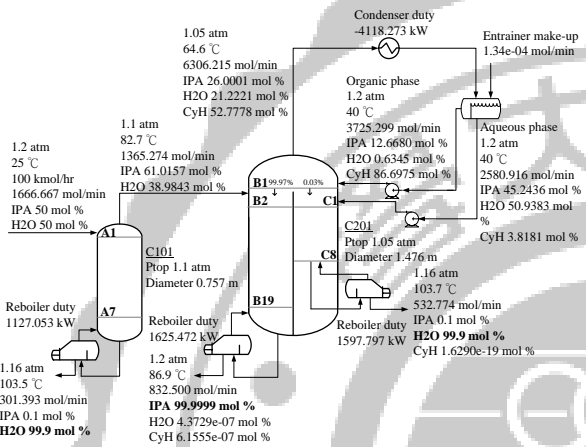 Condenser duty
-4118.273 kW
Entrainer make-up
1.34e-04 mol/min
1.05 atm
64.6 ℃
6306.215 mol/min
IPA 26.0001 mol %
H2O 21.2221 mol %
CyH 52.7778 mol %
Organic phase
1.2 atm
40 ℃
3725.299 mol/min
IPA 12.6680 mol %
H2O 0.6345 mol %
CyH 86.6975 mol%
Aqueous phase
1.2 atm
40 ℃
2580.916 mol/min
IPA 45.2436 mol %
H2O 50.9383 mol
%
CyH 3.8181 mol %
1.1 atm
82.7 ℃
1365.274 mol/min
IPA 61.0157 mol%
H2O 38.9843 mol%
1.2 atm
25 ℃
100 kmol/hr
1666.667 mol/min
IPA 50 mol %
H2O 50 mol %
A1
A7
C101
Ptop 1.1 atm
Diameter 0.757 m
B1 99.97% 0.03%
B2
C1
C8
B19
C201
Ptop 1.05 atm
Diameter 1.476 m
Reboiler duty
1127.053 kW
1.16 atm
103.5 ℃
301.393 mol/min
IPA 0.1 mol %
H2O 99.9 mol %
Reboiler duty
1625.472 kW
1.2 atm
86.9 ℃
832.500 mol/min
IPA 99.9999 mol %
H2O 4.3729e-07 mol %
CyH 6.1555e-07 mol %
Reboiler duty
1597.797 kW
1.16 atm
103.7 ℃
532.774 mol/min
IPA 0.1 mol %
H2O 99.9 mol %
CyH 1.6290e-19 mol %